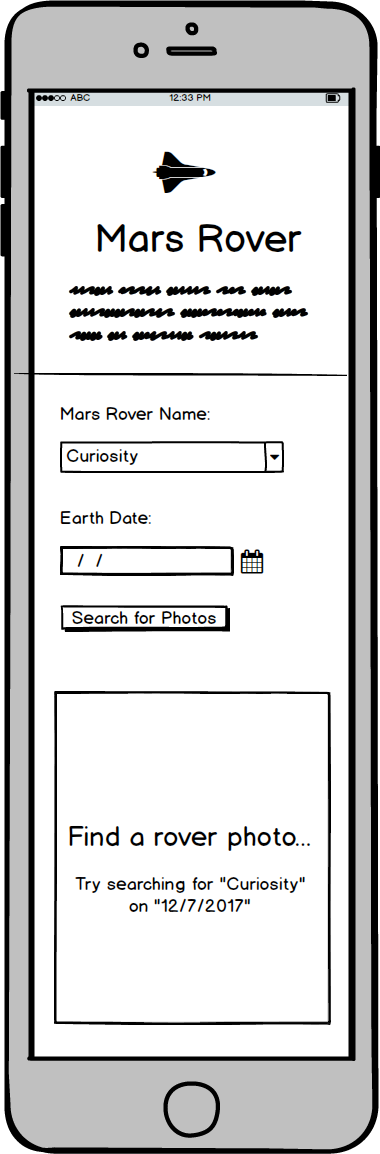 ABC 12:33 PM
Mars Rover
Mars Rover Name:
Curiosity
Earth Date:
/ /
Search for Photos
Find a rover photo...
Try searching for "Curiosity"
on "12/7/2017"